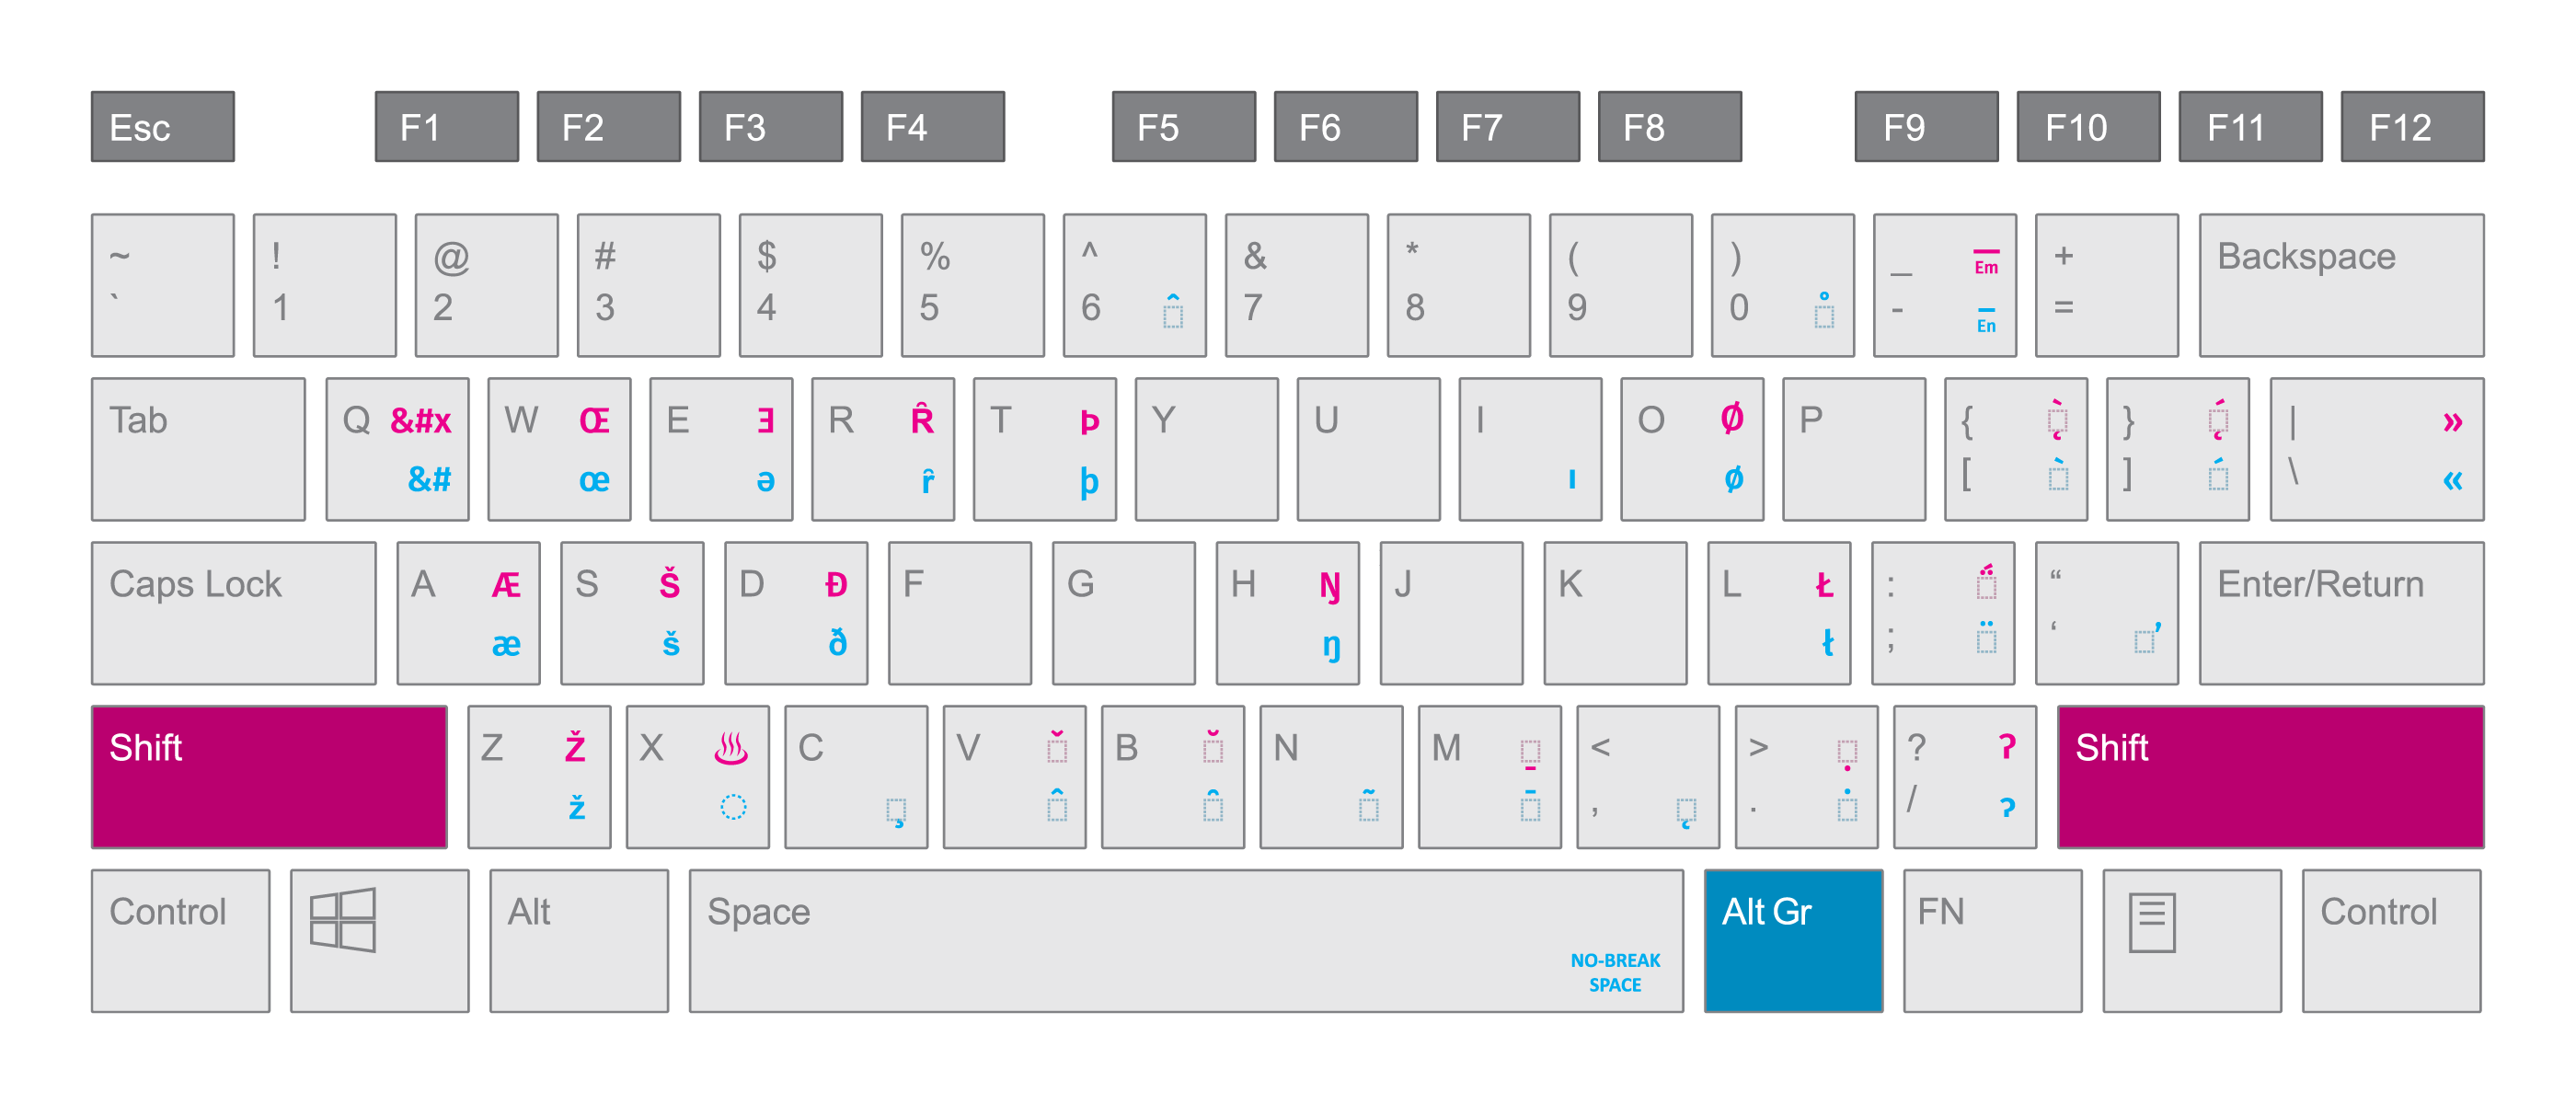 Esc F1 F2 F3 F4 F5 F6 F7 F8 F9 F10 F11 F12
~ ! @ # $ % ^ & * ( ) _ — + Backspace
Em
` 1 2 3 4 5 6 ◌̂ 7 8 9 0 ◌̊ - – =
En
Tab Q &#x W Œ E Ǝ R Ȓ T Þ Y U I O Ø P { ◌̨̀ } ◌̨́ | »
&# œ ə ȓ þ ı ø [ ◌̀ ] ◌́ \ «
Caps Lock A Æ S Š D Đ F G H Ŋ J K L Ł : ◌̈́ “ Enter/Return
æ š ð ŋ ł ; ◌̈ ‘ ◌̓
Shift Z Ž X ♨ C V ◌̌ B ◌̆ N M ◌̱ < > ◌̣ ? ʔ Shift
ž ◌ ◌̧ ◌̂ ◌̑ ◌̃ ◌̄ , ◌̨ . ◌̇ / ʔ
Control Alt Space Alt Gr FN Control
NO-BREAK
SPACE